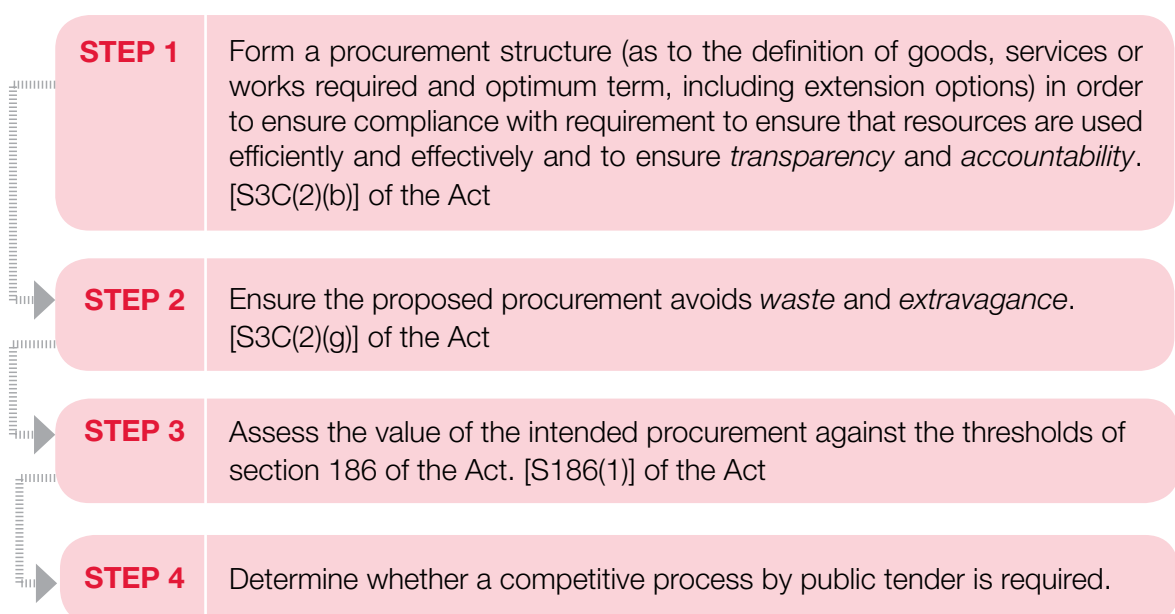 STEP 1
Form a procurement structure (as to the definition of goods, services or
works required and optimum term, including extension options) in order
to ensure compliance with requirement to ensure that resources are used
efficiently and effectively and to ensure transparency and accountability.
[S3C(2)(b)] of the Act
STEP 2
Ensure the proposed procurement avoids waste and extravagance.
[S3C(2)(g)] of the Act
STEP 3
Assess the value of the intended procurement against the thresholds of
section 186 of the Act. [S186(1)] of the Act
STEP 4
Determine whether a competitive process by public tender is required.